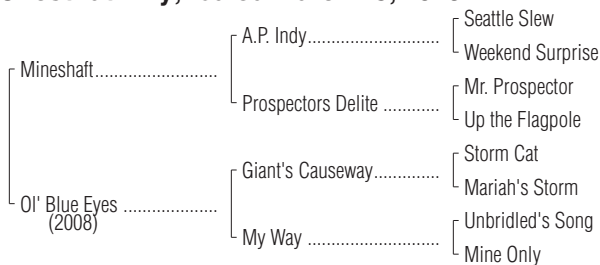 Seattle Slew
A.P. Indy..............................
Weekend Surprise
Mineshaft............................
Mr. Prospector
Prospectors Delite .............
Up the Flagpole
Storm Cat
Giant's Causeway...............
Mariah's Storm
Ol' Blue Eyes .....................
(2008)
Unbridled's Song
My Way ..............................
Mine Only